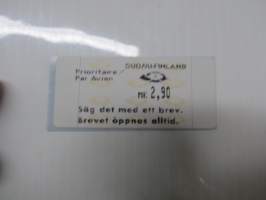 SUOMI-FINLAND
Prioritaire/
Par Avion
MK. 2,90
Säg det med ett brev.
Brevet öppnas alltid.